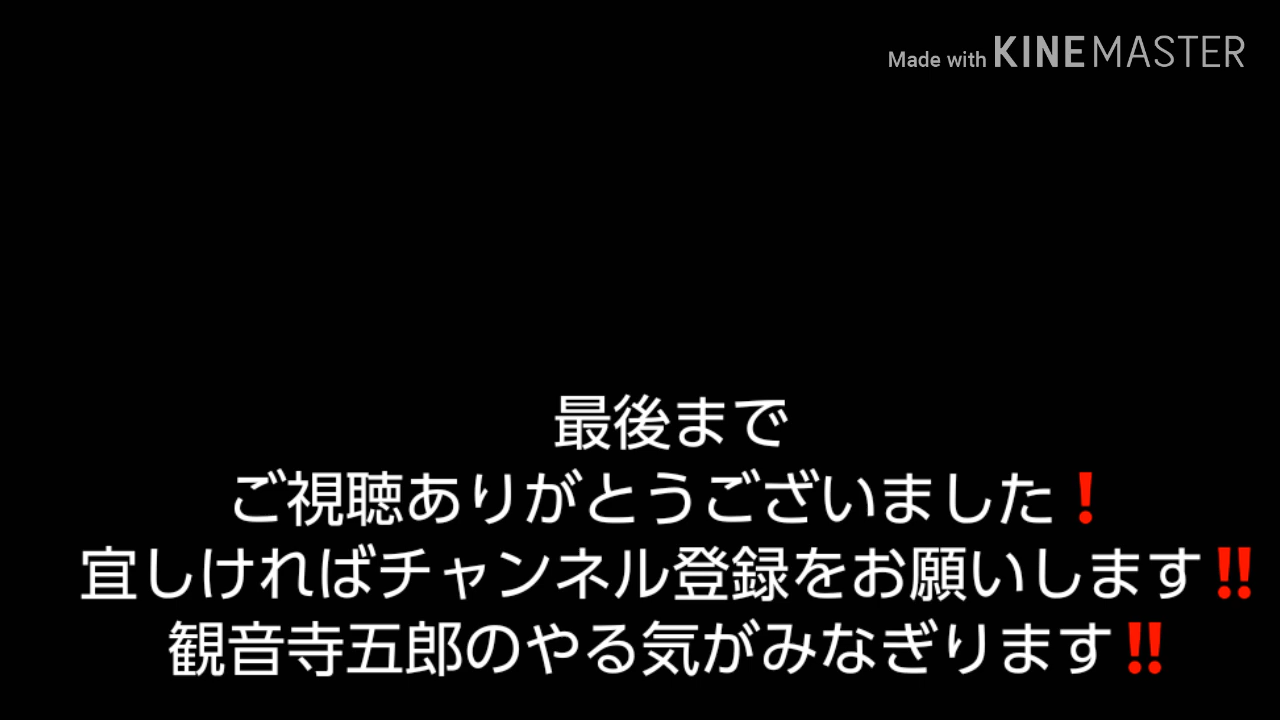 Made with KINEMASTER
最後まで
ご視聴ありがとうございました❗
宜しければチャンネル登録をお願いします‼
観音寺五郎のやる気がみなぎります‼